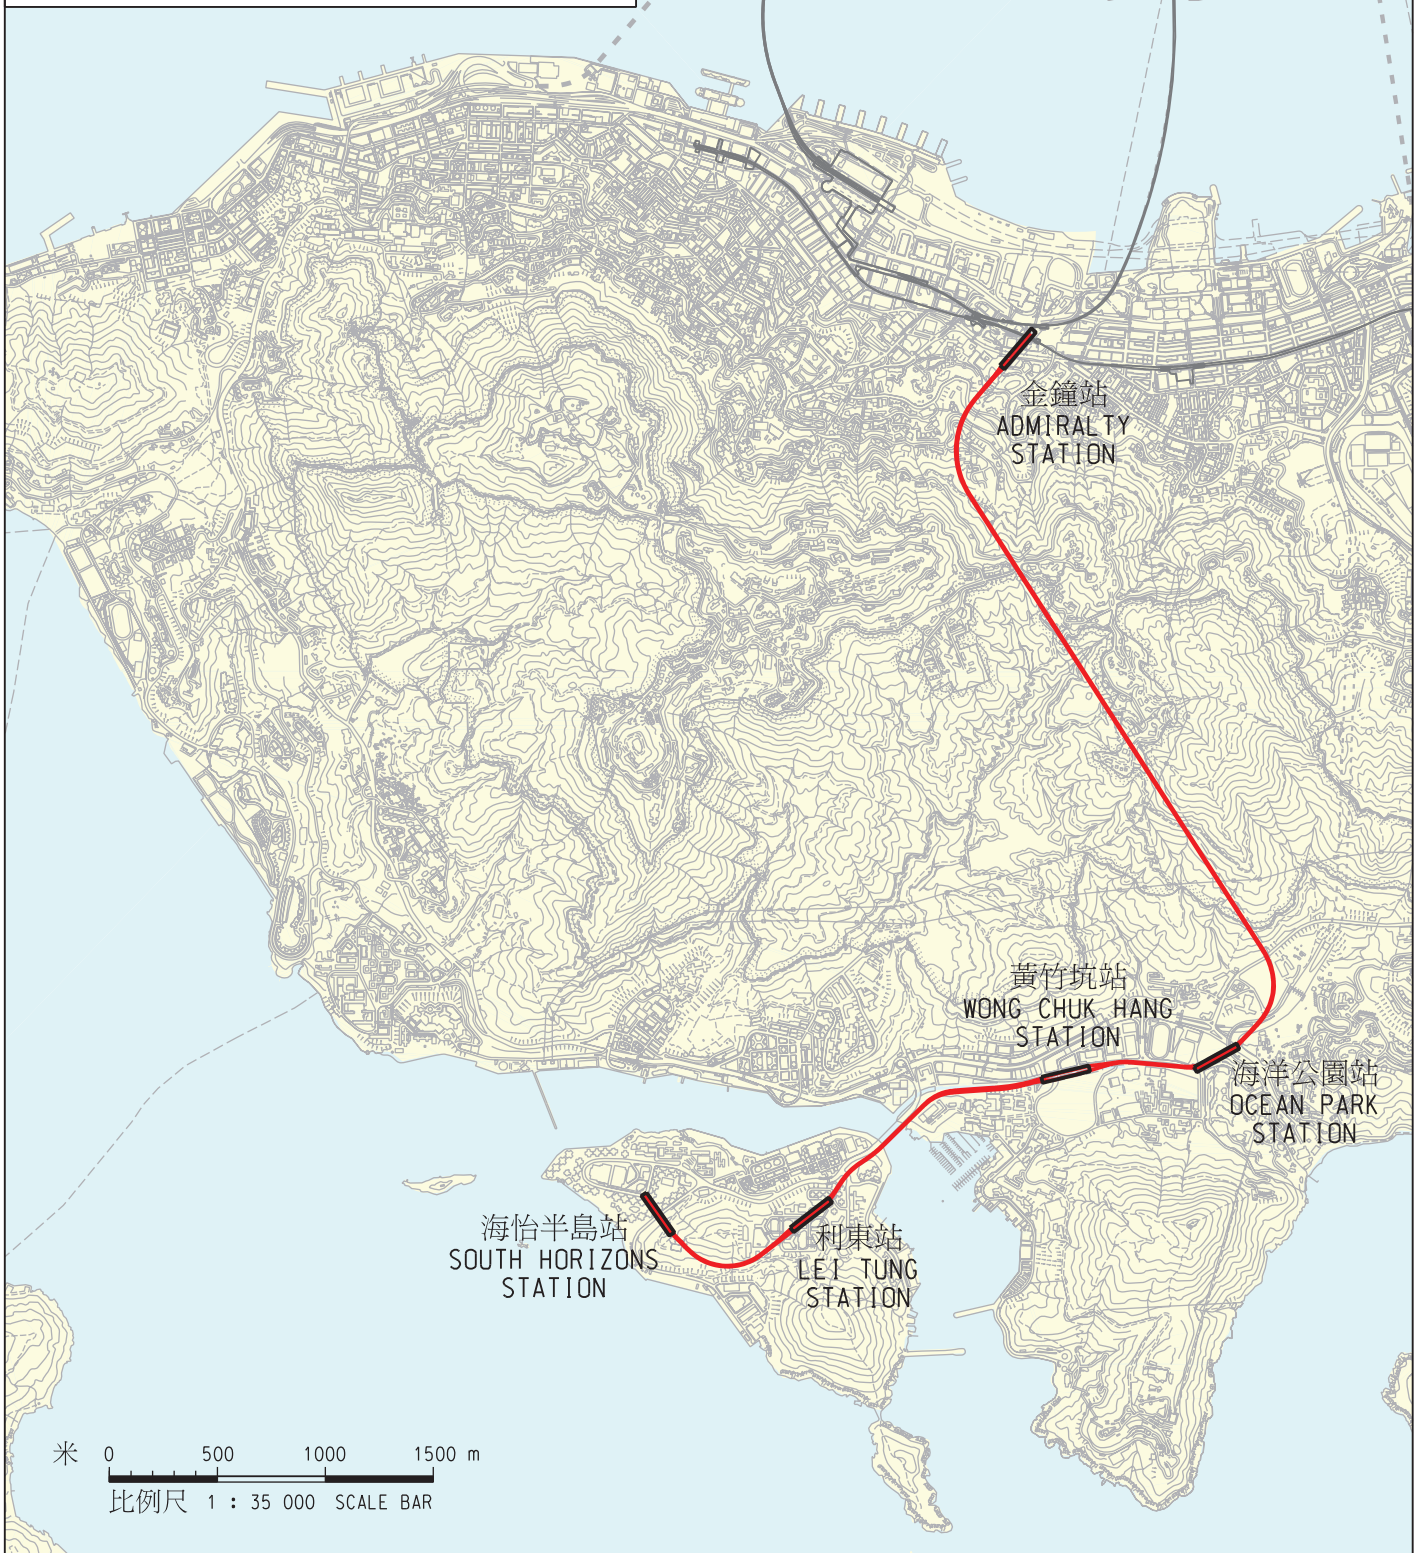 金鐘站
ADMIRALTY
STATION
黃竹坑站
WONG CHUK HANG
STATION
海洋公園站
OCEAN PARK
STATION
海怡半島站
SOUTH HORIZONS
STATION
利東站
LEI TUNG
STATION
米 0 500 1000 1500 m
比例尺 1 : 35 000 SCALE BAR